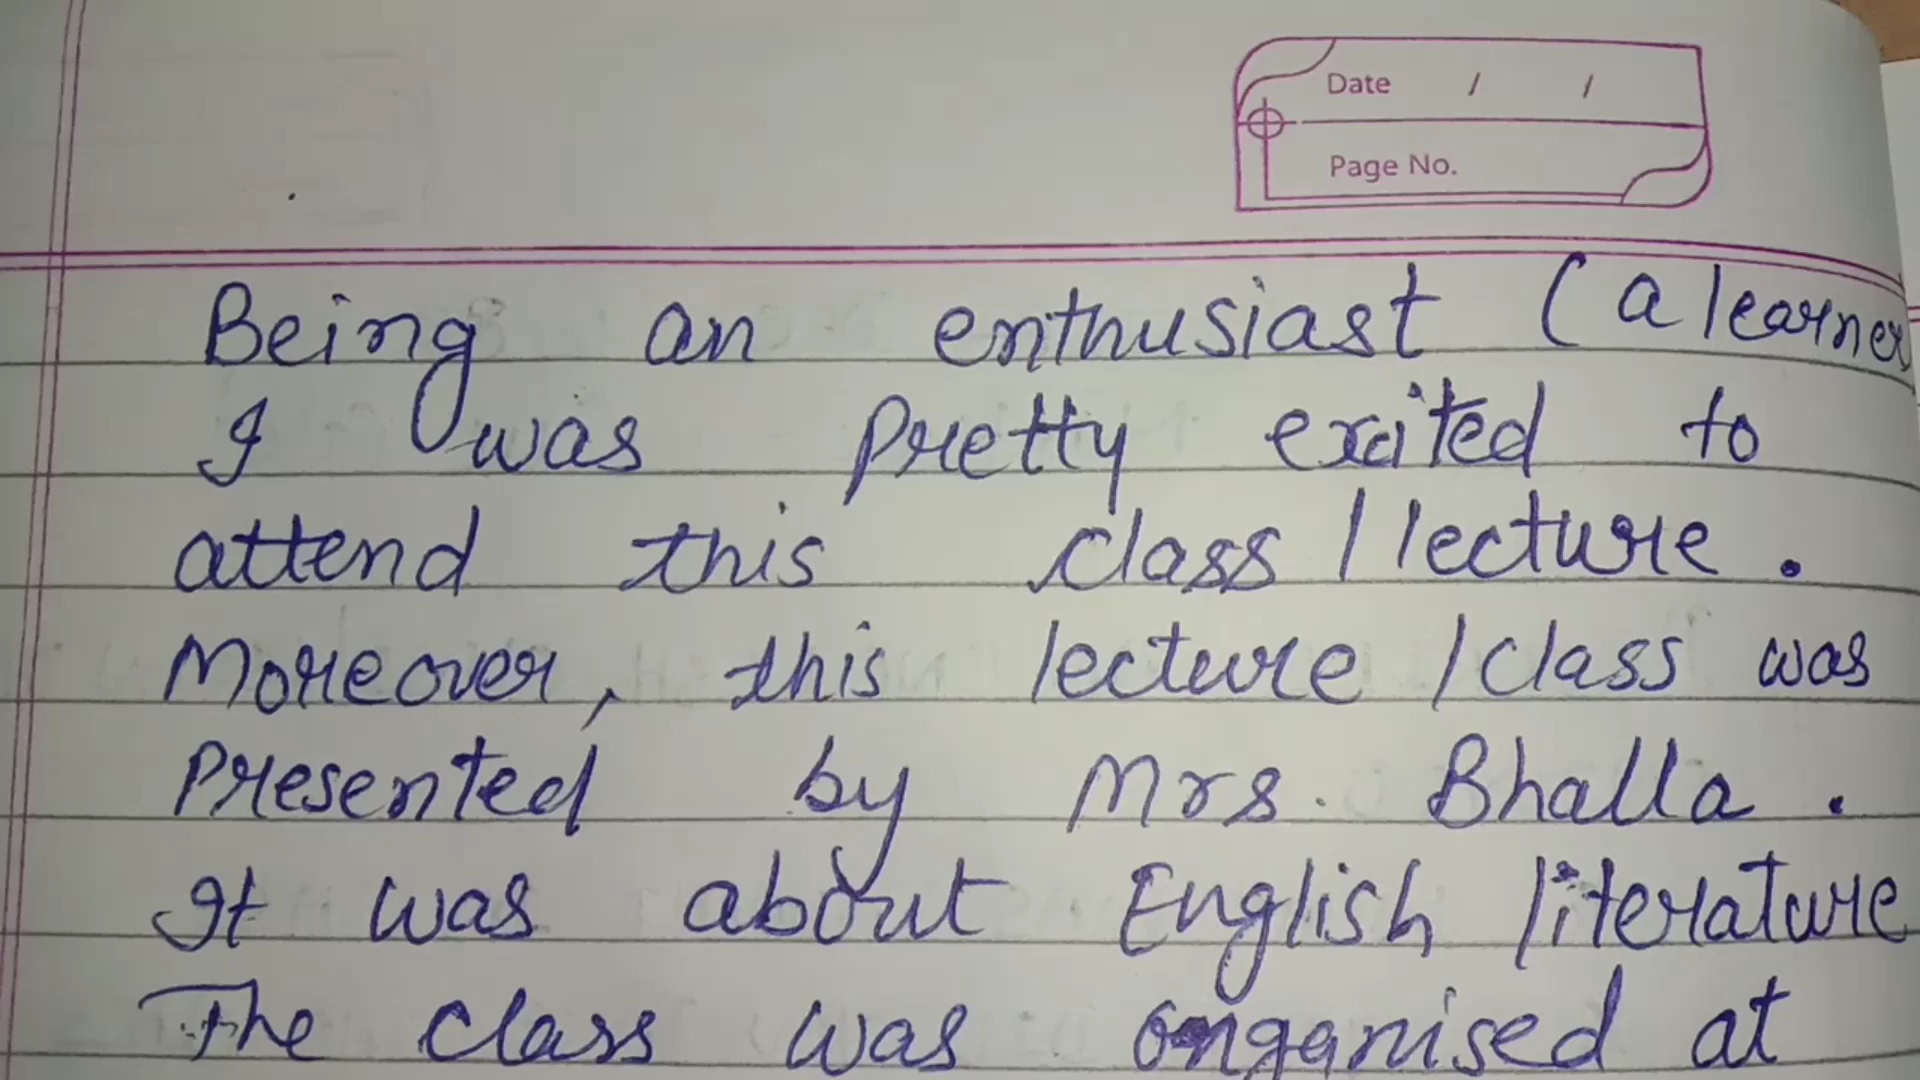 Date / /
Page No.
Being an enthusiast (a learner
I was pretty excited to
attend this class / lecture.
Moreover, this lecture / class was
Presented by Mrs. Bhalla.
It was about English literature
The class was organised at